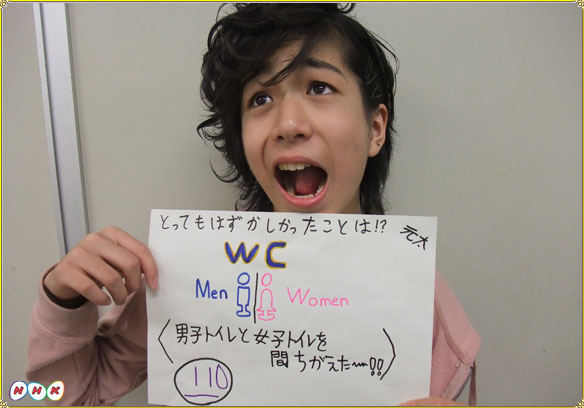 とってもはずかしかったことは!? 元太
WC
Men Women
〈男子トイレと女子トイレを
間ちがえた〜!!〉
110
NHK